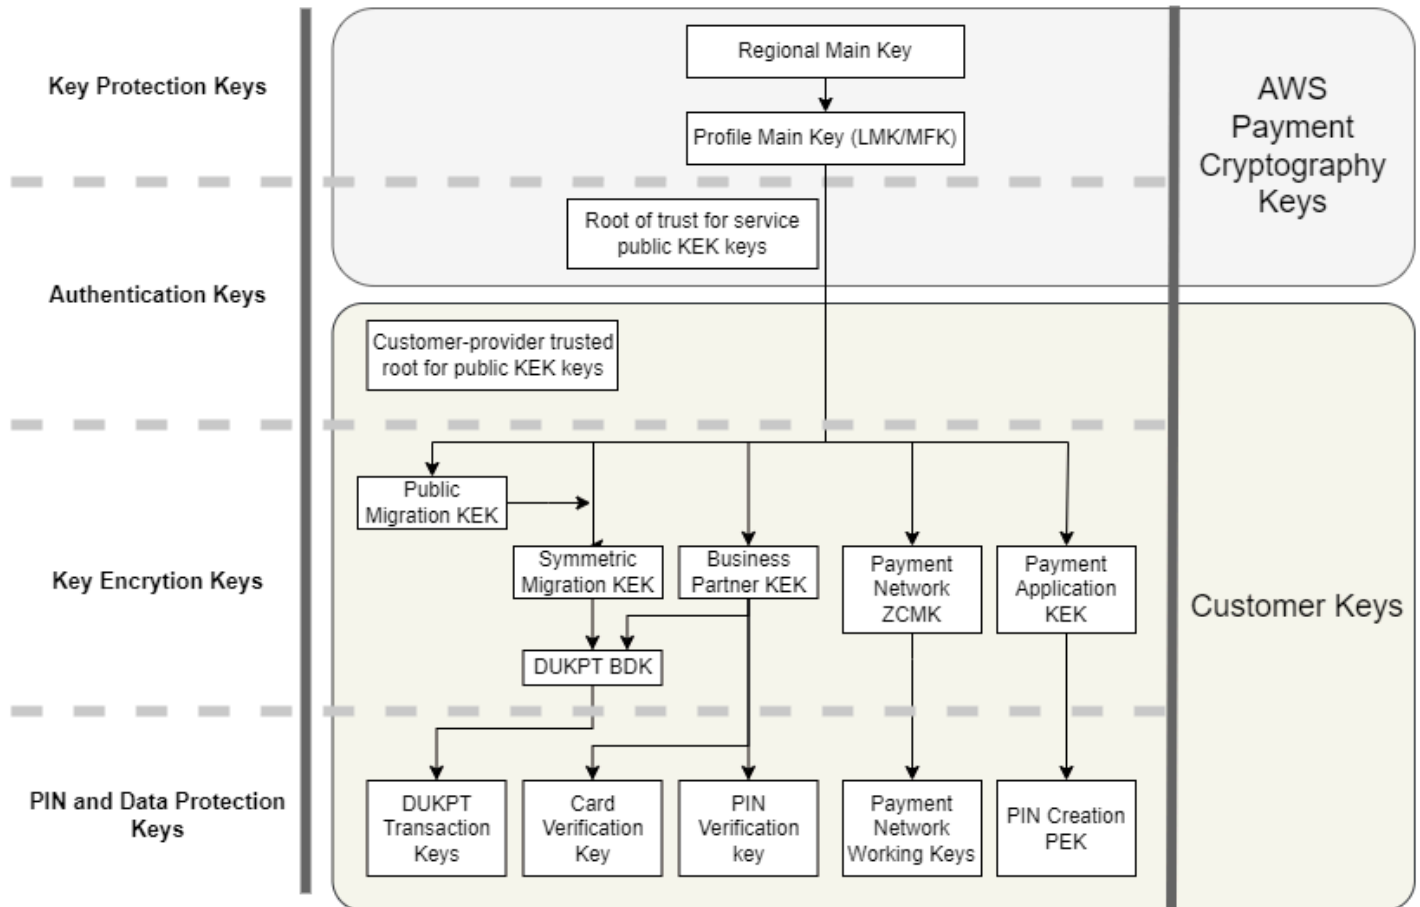 Key Protection Keys
Regional Main Key
Profile Main Key (LMK/MFK)
AWS
Payment
Cryptography
Keys
Authentication Keys
Root of trust for service
public KEK keys
Customer-provider trusted
root for public KEK keys
Key Encrytion Keys
Public
Migration KEK
Symmetric
Migration KEK
Business
Partner KEK
Payment
Network
ZCMK
Payment
Application
KEK
DUKPT BDK
Customer Keys
PIN and Data Protection
Keys
DUKPT
Transaction
Keys
Card
Verification
Key
PIN
Verification
key
Payment
Network
Working Keys
PIN Creation
PEK